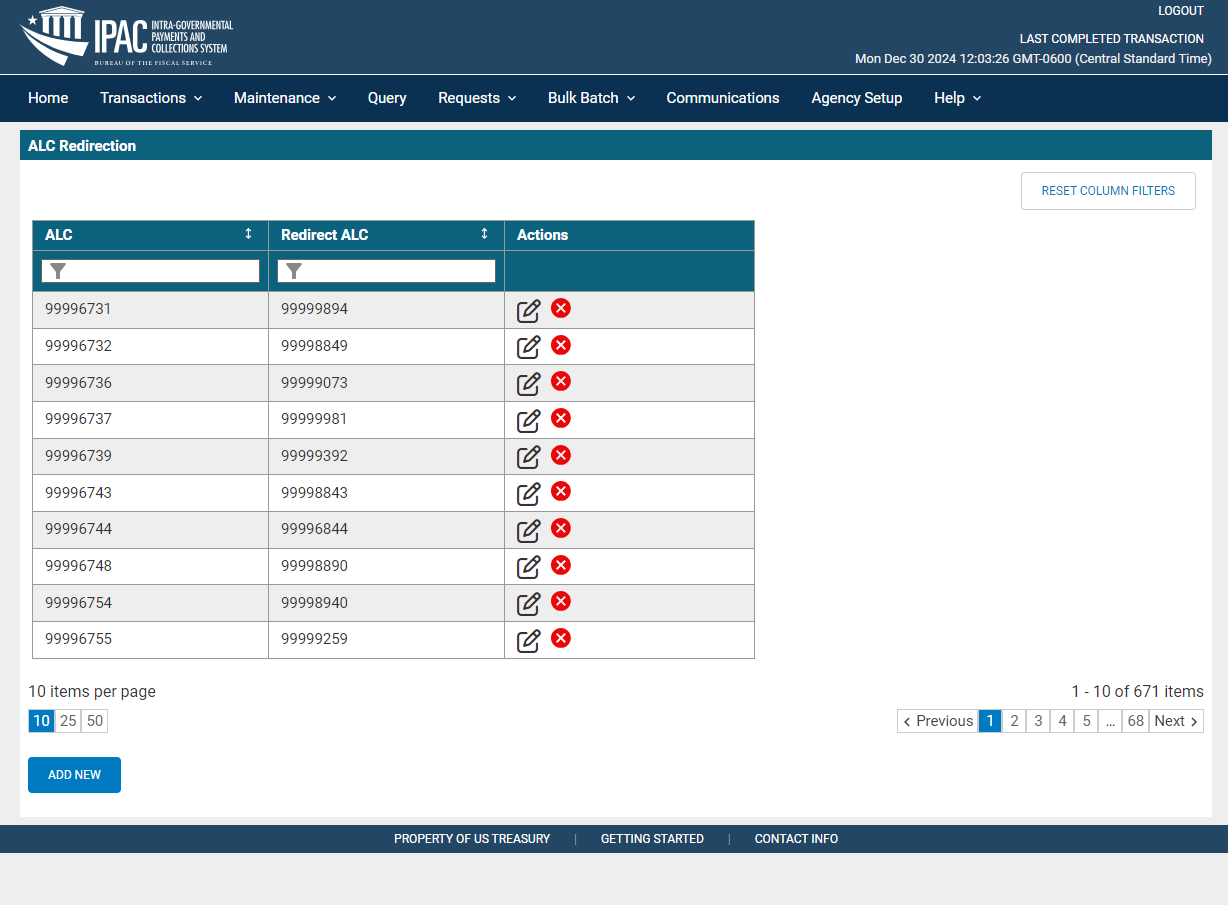 LOGOUT
IPAC INTRA-GOVERNMENTAL
PAYMENTS AND
COLLECTIONS SYSTEM
BUREAU OF THE FISCAL SERVICE
LAST COMPLETED TRANSACTION
Mon Dec 30 2024 12:03:26 GMT-0600 (Central Standard Time)
Home Transactions Maintenance Query Requests Bulk Batch Communications Agency Setup Help
ALC Redirection
RESET COLUMN FILTERS
ALC Redirect ALC Actions
99996731 99999894
99996732 99998849
99996736 99999073
99996737 99999981
99996739 99999392
99996743 99998843
99996744 99996844
99996748 99998890
99996754 99998940
99996755 99999259
10 items per page 1 - 10 of 671 items
10 25 50 Previous 1 2 3 4 5 ... 68 Next
ADD NEW
PROPERTY OF US TREASURY | GETTING STARTED | CONTACT INFO